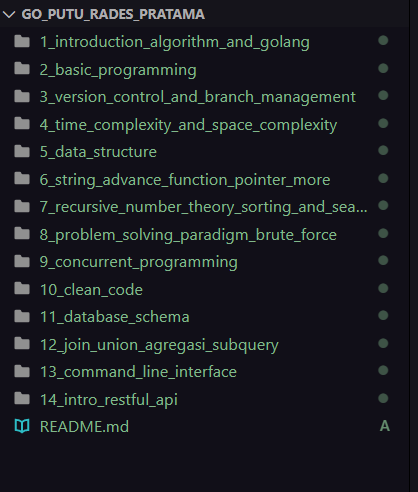 GO_PUTU_RADES_PRATAMA
1_introduction_algorithm_and_golang
2_basic_programming
3_version_control_and_branch_management
4_time_complexity_and_space_complexity
5_data_structure
6_string_advance_function_pointer_more
7_recursive_number_theory_sorting_and_sea...
8_problem_solving_paradigm_brute_force
9_concurrent_programming
10_clean_code
11_database_schema
12_join_union_agregasi_subquery
13_command_line_interface
14_intro_restful_api
README.md A